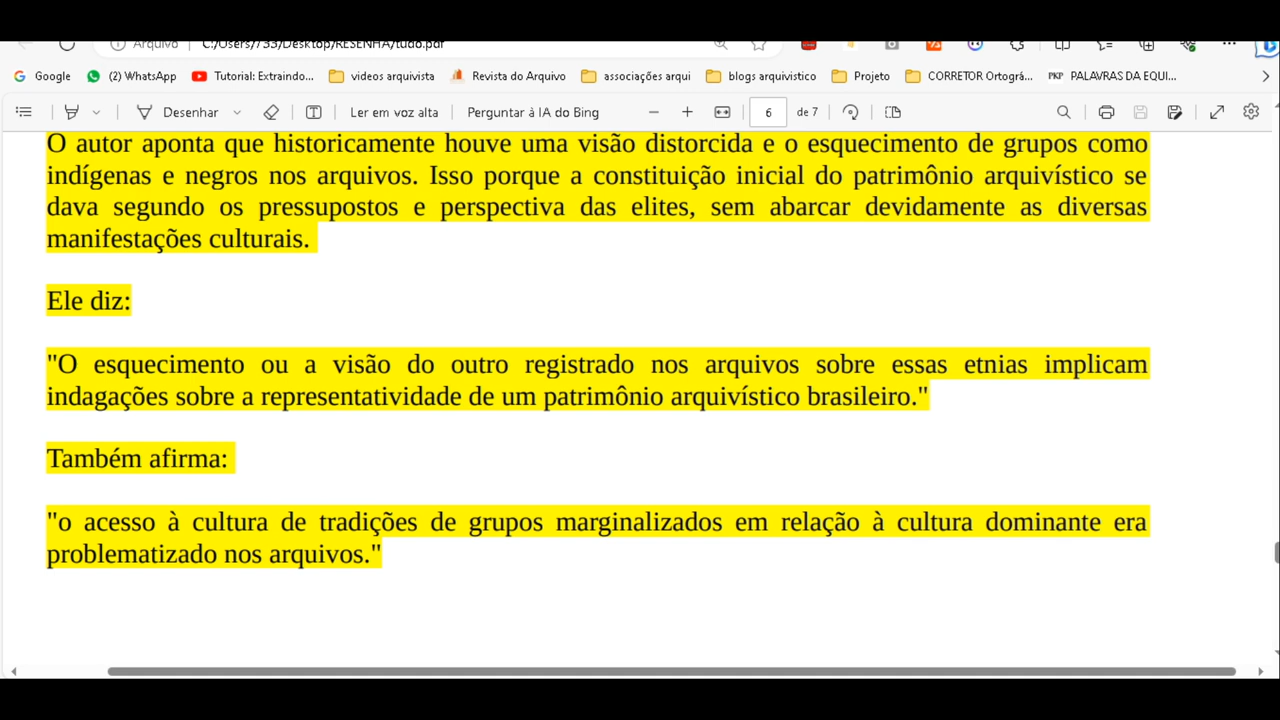 Arquivo C:/Users/733/Desktop/RESENHA/tudo.pdf
Google (2) WhatsApp Tutorial: Extraindo... videos arquivista Revista do Arquivo associações arqui blogs arquivistico Projeto CORRETOR Ortográ... PKP PALAVRAS DA EQUI...
Desenhar Ler em voz alta Perguntar à IA do Bing 6 de 7
O autor aponta que historicamente houve uma visão distorcida e o esquecimento de grupos como
indígenas e negros nos arquivos. Isso porque a constituição inicial do patrimônio arquivístico se
dava segundo os pressupostos e perspectiva das elites, sem abarcar devidamente as diversas
manifestações culturais.
Ele diz:
"O esquecimento ou a visão do outro registrado nos arquivos sobre essas etnias implicam
indagações sobre a representatividade de um patrimônio arquivístico brasileiro."
Também afirma:
"o acesso à cultura de tradições de grupos marginalizados em relação à cultura dominante era
problematizado nos arquivos."